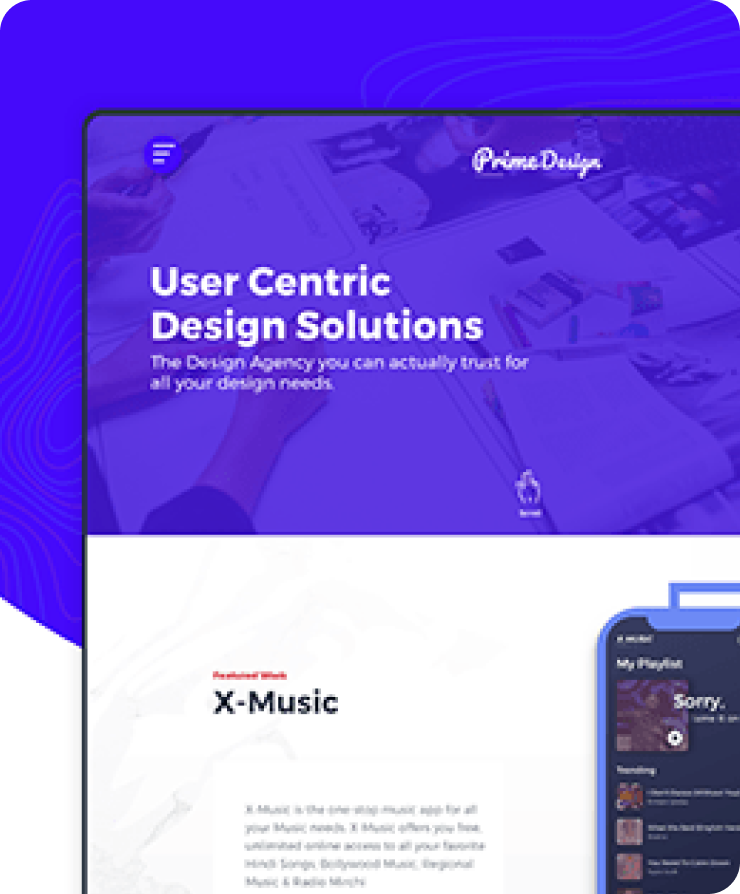 Prime Design
User Centric
Design Solutions
The Design Agency you can actually trust for
all your design needs.
Scroll
Featured Work
X-Music
X-Music is the one-stop music app for all
your Music needs. X-Music offers you free,
unlimited online access to all your favorite
Hindi Songs, Bollywood Music, Regional
Music & Radio Mirchi
X-MUSIC
My Playlist
Sorry,
Trending